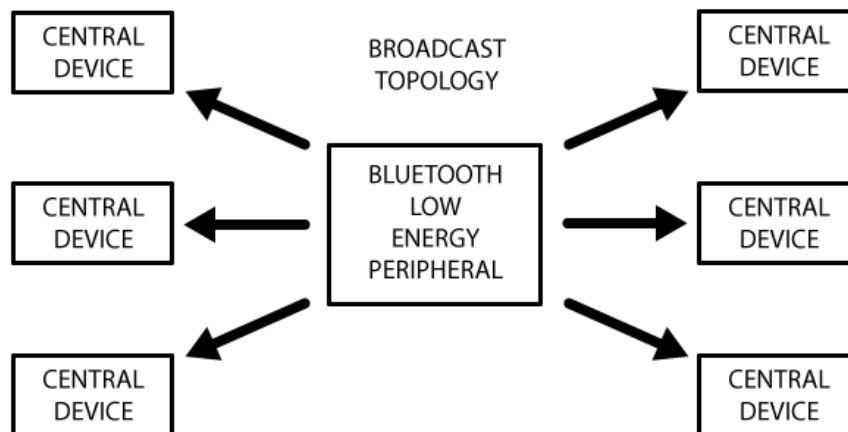 CENTRAL
DEVICE
BROADCAST
TOPOLOGY
CENTRAL
DEVICE
CENTRAL
DEVICE
BLUETOOTH
LOW
ENERGY
PERIPHERAL
CENTRAL
DEVICE
CENTRAL
DEVICE
CENTRAL
DEVICE